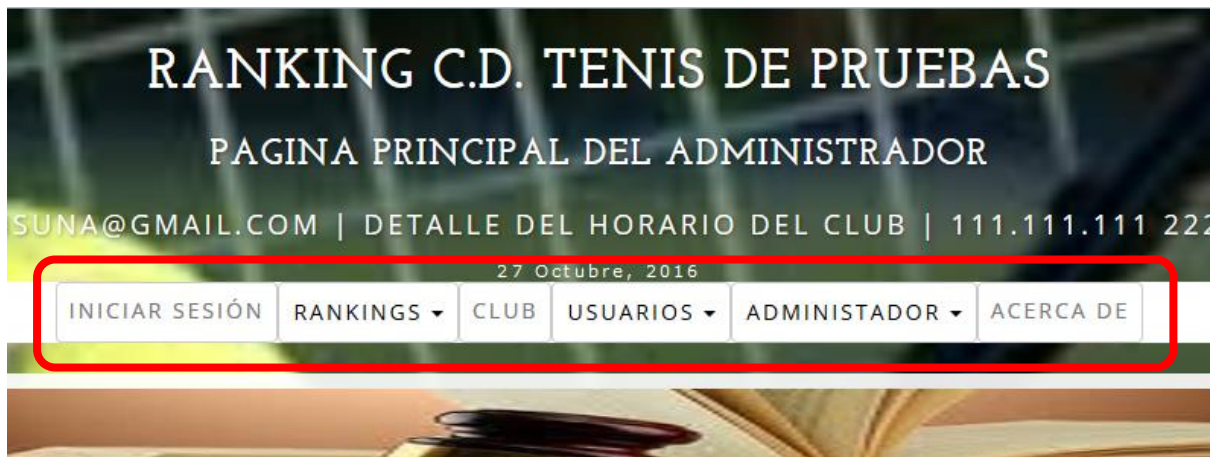 RANKING C.D. TENIS DE PRUEBAS
PAGINA PRINCIPAL DEL ADMINISTRADOR
SUNA@GMAIL.COM | DETALLE DEL HORARIO DEL CLUB | 111.111.111 222
27 Octubre, 2016
INICIAR SESIÓN RANKINGS CLUB USUARIOS ADMINISTADOR ACERCA DE